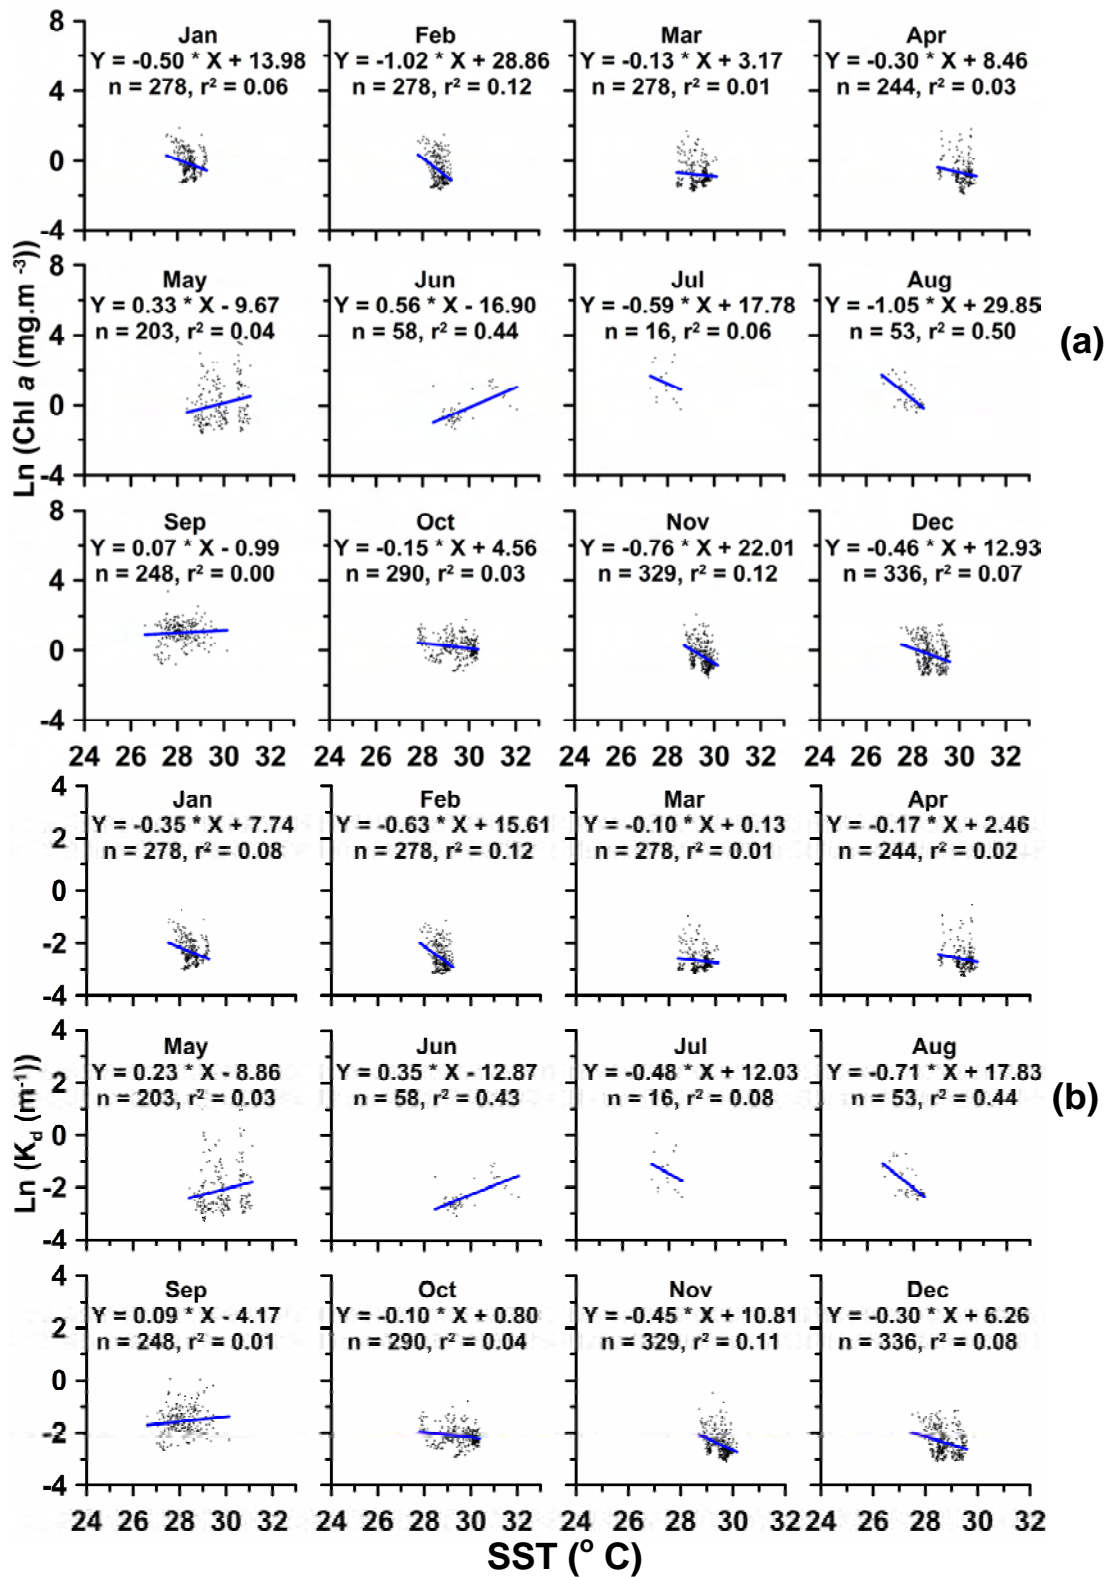 8
4
0
-4
Jan
Y = -0.50 * X + 13.98
n = 278, r² = 0.06
Feb
Y = -1.02 * X + 28.86
n = 278, r² = 0.12
Mar
Y = -0.13 * X + 3.17
n = 278, r² = 0.01
Apr
Y = -0.30 * X + 8.46
n = 244, r² = 0.03
8
4
0
-4
May
Y = 0.33 * X - 9.67
n = 203, r² = 0.04
Jun
Y = 0.56 * X - 16.90
n = 58, r² = 0.44
Jul
Y = -0.59 * X + 17.78
n = 16, r² = 0.06
Aug
Y = -1.05 * X + 29.85
n = 53, r² = 0.50
Ln (Chl a (mg.m -3))
(a)
8
4
0
-4
Sep
Y = 0.07 * X - 0.99
n = 248, r² = 0.00
Oct
Y = -0.15 * X + 4.56
n = 290, r² = 0.03
Nov
Y = -0.76 * X + 22.01
n = 329, r² = 0.12
Dec
Y = -0.46 * X + 12.93
n = 336, r² = 0.07
24 26 28 30 32 24 26 28 30 32 24 26 28 30 32 24 26 28 30 32
4
2
0
-2
-4
Jan
Y = -0.35 * X + 7.74
n = 278, r² = 0.08
Feb
Y = -0.63 * X + 15.61
n = 278, r² = 0.12
Mar
Y = -0.10 * X + 0.13
n = 278, r² = 0.01
Apr
Y = -0.17 * X + 2.46
n = 244, r² = 0.02
4
2
0
-2
-4
May
Y = 0.23 * X - 8.86
n = 203, r² = 0.03
Jun
Y = 0.35 * X - 12.87
n = 58, r² = 0.43
Jul
Y = -0.48 * X + 12.03
n = 16, r² = 0.08
Aug
Y = -0.71 * X + 17.83
n = 53, r² = 0.44
Ln (Kd (m-1))
(b)
4
2
0
-2
-4
Sep
Y = 0.09 * X - 4.17
n = 248, r² = 0.01
Oct
Y = -0.10 * X + 0.80
n = 290, r² = 0.04
Nov
Y = -0.45 * X + 10.81
n = 329, r² = 0.11
Dec
Y = -0.30 * X + 6.26
n = 336, r² = 0.08
24 26 28 30 32 24 26 28 30 32 24 26 28 30 32 24 26 28 30 32
SST (° C)